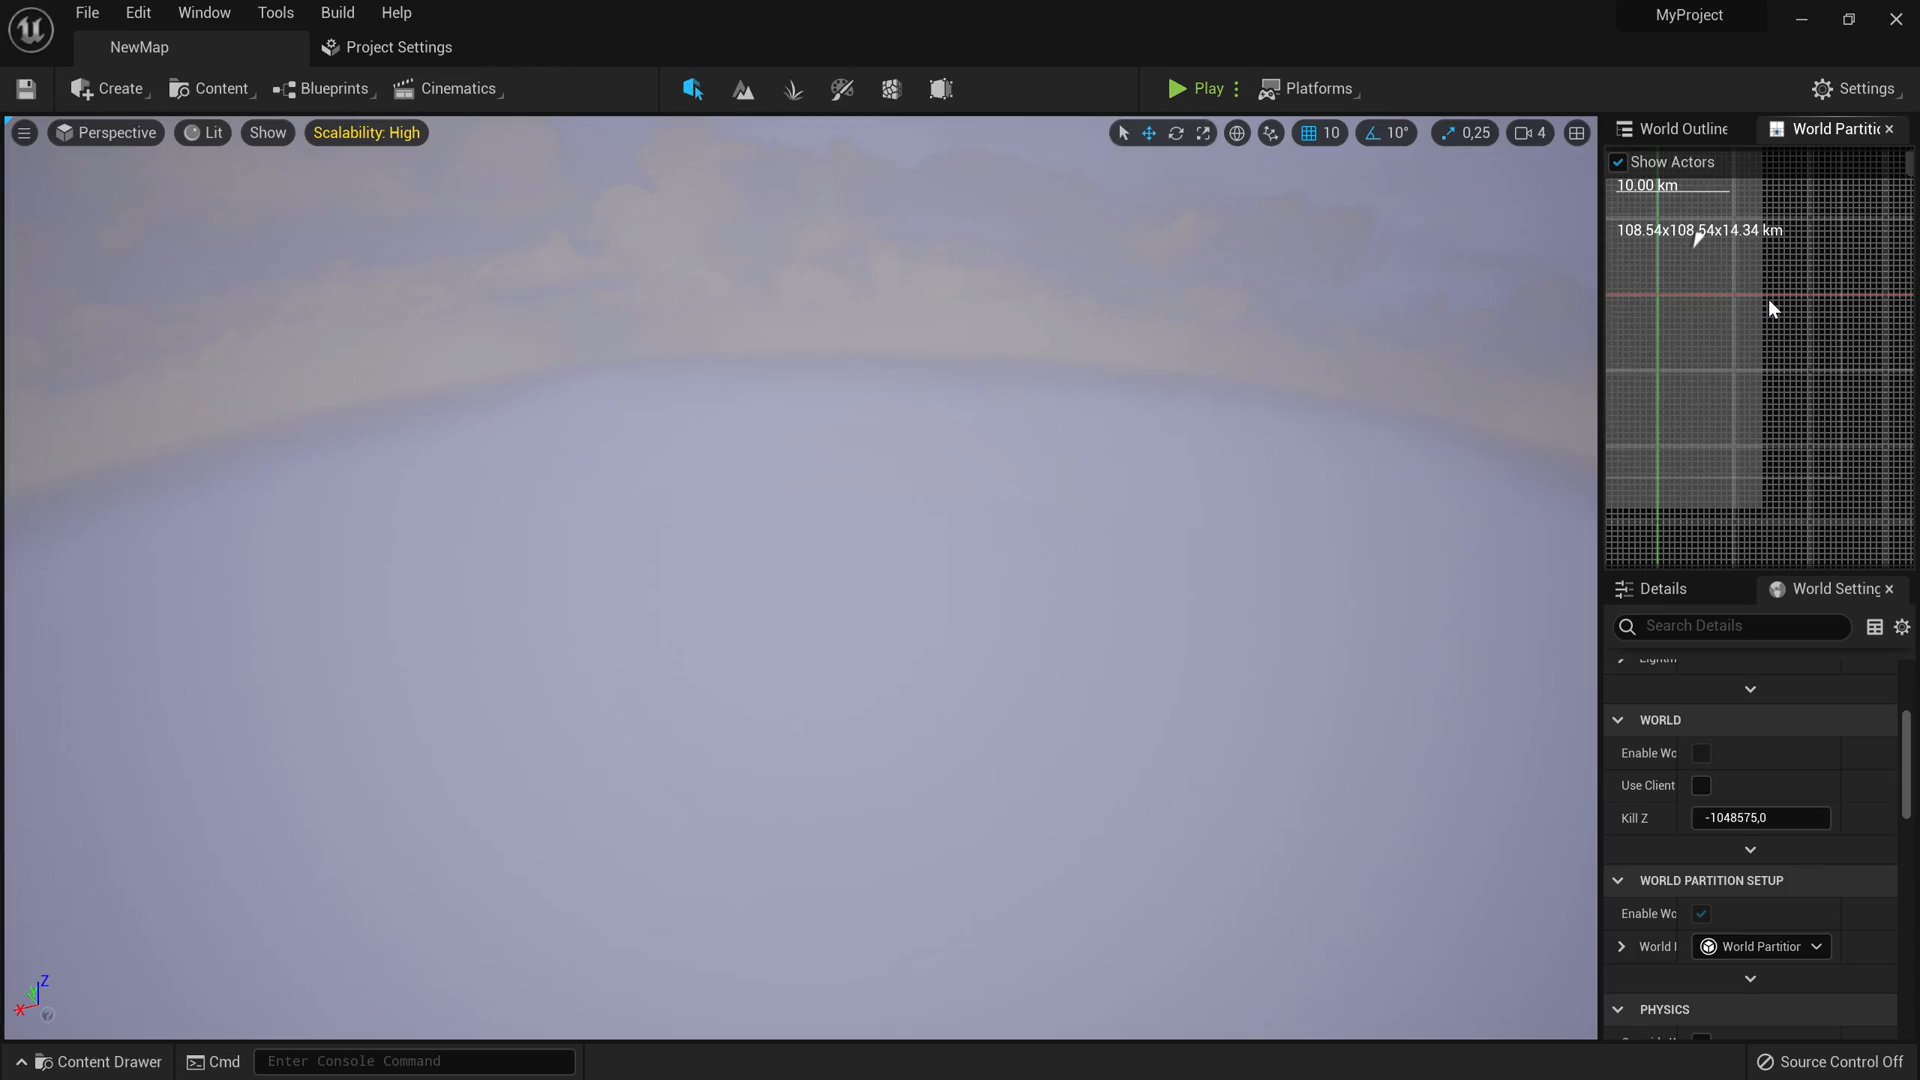 File Edit Window Tools Build Help
MyProject
NewMap
Project Settings
Create Content Blueprints Cinematics
Play Platforms
Settings
Perspective Lit Show Scalability: High
10 10° 0,25 4
World Outline World Partitic
Show Actors
10.00 km
108.54x108.54x14.34 km
Details World Setting
Search Details
WORLD
Enable Wo
Use Client
Kill Z -1048575,0
WORLD PARTITION SETUP
Enable Wo
World Partitior
PHYSICS
Z
X
Content Drawer Cmd Enter Console Command
Source Control Off